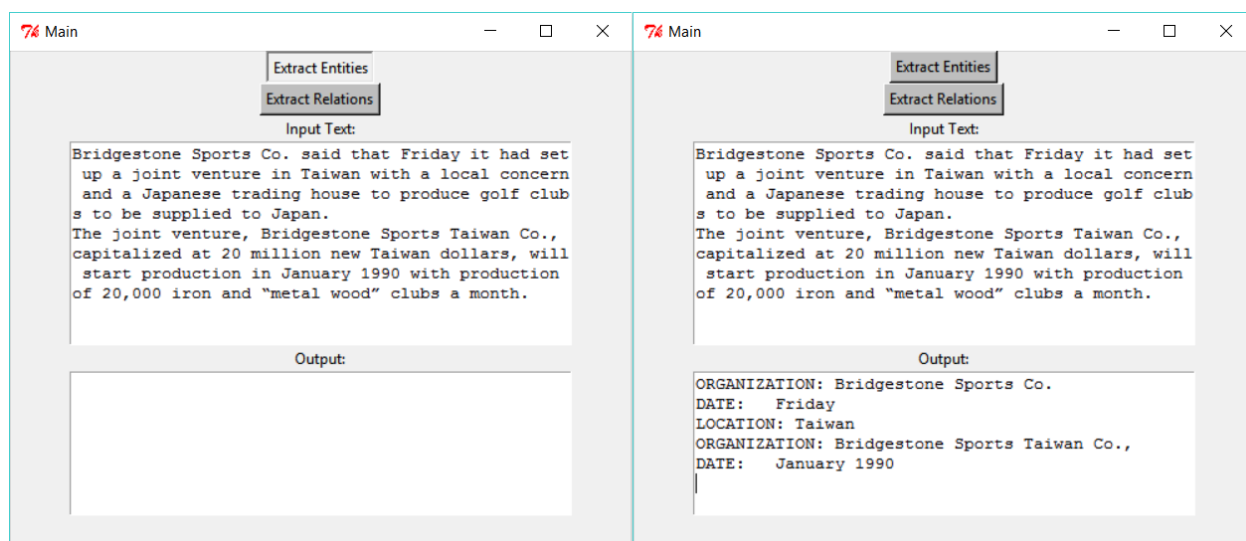 Main
Extract Entities
Extract Relations
Input Text:
Bridgestone Sports Co. said that Friday it had set
 up a joint venture in Taiwan with a local concern
 and a Japanese trading house to produce golf club
s to be supplied to Japan.
The joint venture, Bridgestone Sports Taiwan Co.,
capitalized at 20 million new Taiwan dollars, will
 start production in January 1990 with production
of 20,000 iron and “metal wood” clubs a month.
Output:
Main
Extract Entities
Extract Relations
Input Text:
Bridgestone Sports Co. said that Friday it had set
 up a joint venture in Taiwan with a local concern
 and a Japanese trading house to produce golf club
s to be supplied to Japan.
The joint venture, Bridgestone Sports Taiwan Co.,
capitalized at 20 million new Taiwan dollars, will
 start production in January 1990 with production
of 20,000 iron and “metal wood” clubs a month.
Output:
ORGANIZATION: Bridgestone Sports Co.
DATE:   Friday
LOCATION: Taiwan
ORGANIZATION: Bridgestone Sports Taiwan Co.,
DATE:   January 1990